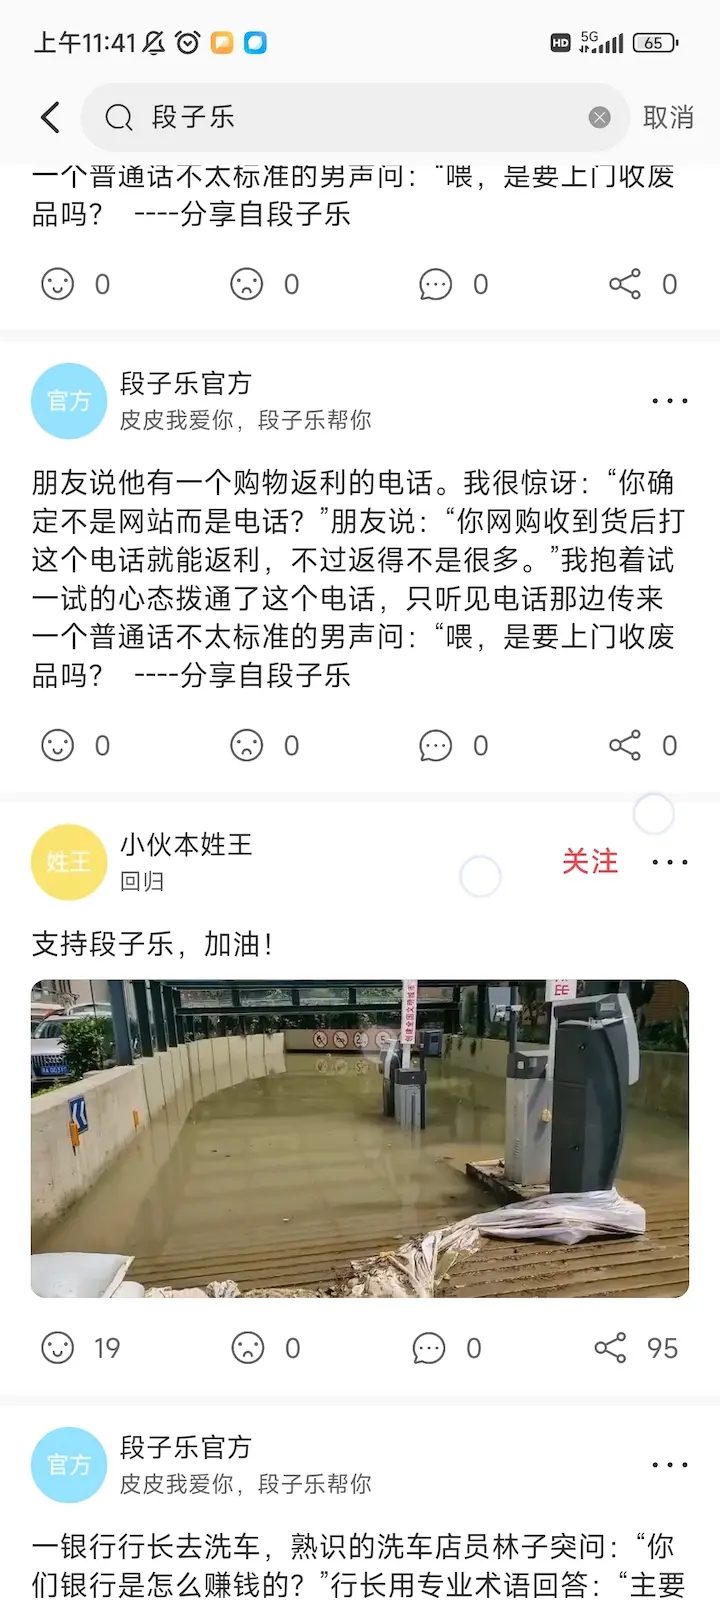 上午11:41
HD 5G 65
段子乐
取消
一个普通话不太标准的男声问：“喂，是要上门收废
品吗？ ----分享自段子乐
0 0 0 0
官方
段子乐官方
皮皮我爱你，段子乐帮你
朋友说他有一个购物返利的电话。我很惊讶：“你确
定不是网站而是电话？”朋友说：“你网购收到货后打
这个电话就能返利，不过返得不是很多。”我抱着试
一试的心态拨通了这个电话，只听见电话那边传来
一个普通话不太标准的男声问：“喂，是要上门收废
品吗？ ----分享自段子乐
0 0 0 0
姓王
小伙本姓王
回归
关注
支持段子乐，加油！
创建全国文明城市
19 0 0 95
官方
段子乐官方
皮皮我爱你，段子乐帮你
一银行行长去洗车，熟识的洗车店员林子突问：“你
们银行是怎么赚钱的？”行长用专业术语回答：“主要